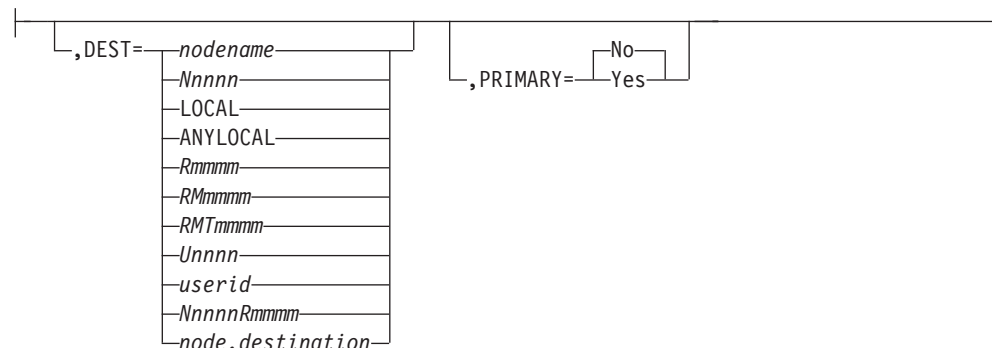 ,DEST= nodename No
Nnnnn ,PRIMARY= Yes
LOCAL
ANYLOCAL
Rmmmm
RMmmmm
RMTmmmm
Unnnn
userid
NnnnnRmmmm
node.destination